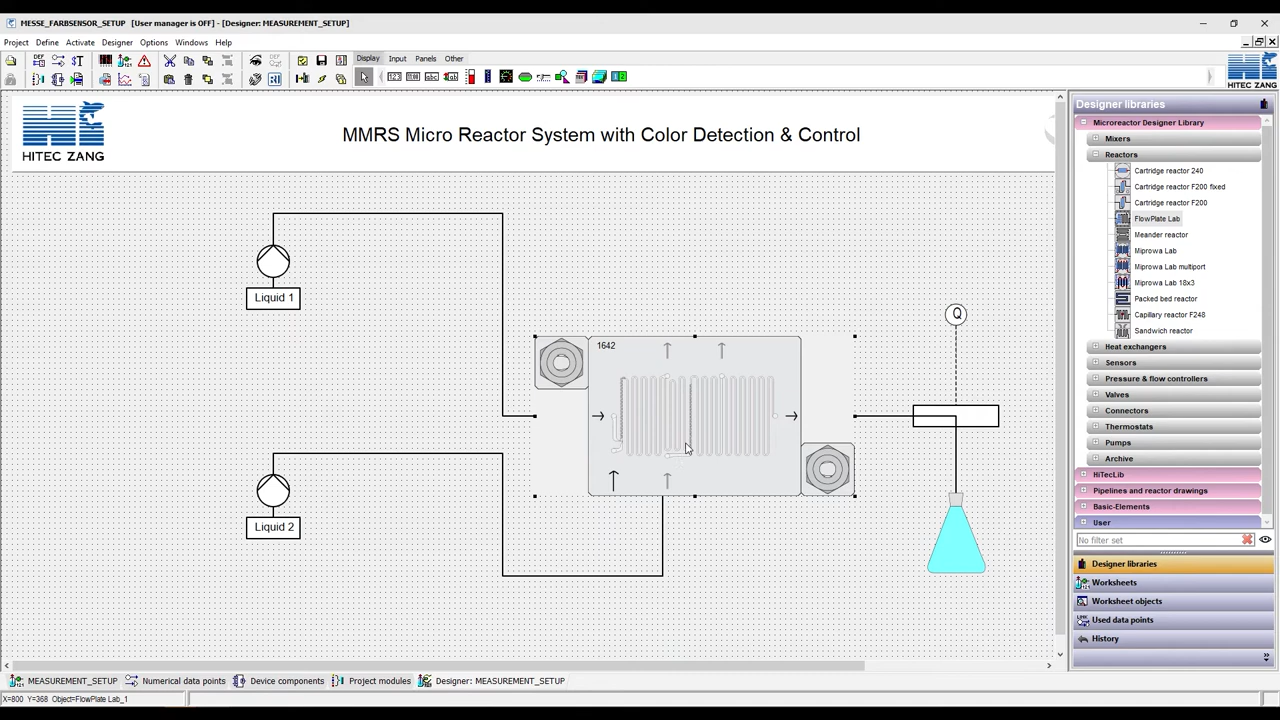 MESSE_FARBSENSOR_SETUP [User manager is OFF] - [Designer: MEASUREMENT_SETUP]
Project Define Activate Designer Options Windows Help
Display Input Panels Other
HITEC ZANG
HITEC ZANG
MMRS Micro Reactor System with Color Detection & Control
Liquid 1
Liquid 2
1642
Q
Designer libraries
Microreactor Designer Library
Mixers
Reactors
Cartridge reactor 240
Cartridge reactor F200 fixed
Cartridge reactor F200
FlowPlate Lab
Meander reactor
Miprowa Lab
Miprowa Lab multiport
Miprowa Lab 18x3
Packed bed reactor
Capillary reactor F248
Sandwich reactor
Heat exchangers
Sensors
Pressure & flow controllers
Valves
Connectors
Thermostats
Pumps
Archive
HiTecLib
Pipelines and reactor drawings
Basic-Elements
User
No filter set
Designer libraries
Worksheets
Worksheet objects
Used data points
History
MEASUREMENT_SETUP Numerical data points Device components Project modules Designer: MEASUREMENT_SETUP
X=800 Y=368 Object=FlowPlate Lab_1